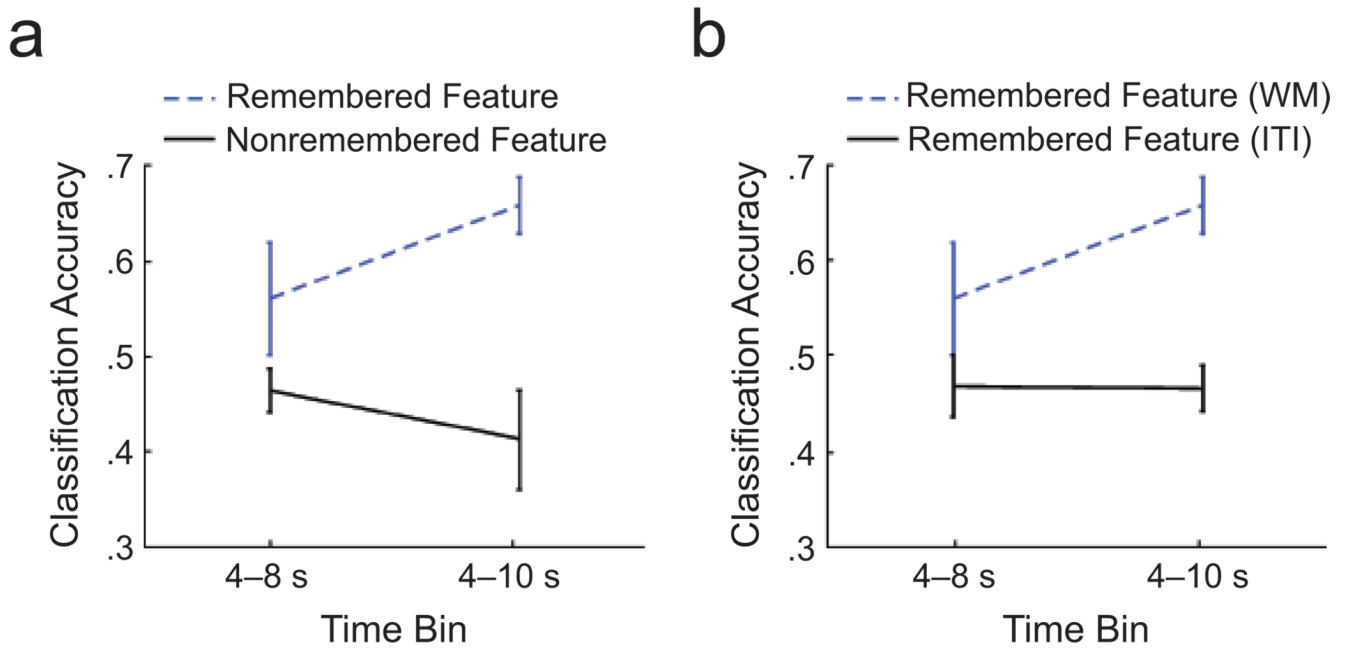 a
Remembered Feature
Nonremembered Feature
Classification Accuracy
.7
.6
.5
.4
.3
4–8 s
4–10 s
Time Bin
b
Remembered Feature (WM)
Remembered Feature (ITI)
Classification Accuracy
.7
.6
.5
.4
.3
4–8 s
4–10 s
Time Bin